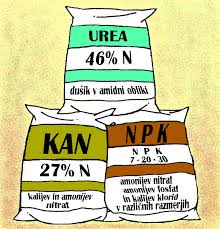 UREA
46% N
dušik v amidni obliki
KAN
27% N
kalijev in amonijev
nitrat
NPK
N P K
7-20-30
amonijev nitrat
amonijev fosfat
in kalijev klorid
v različnih razmerjih